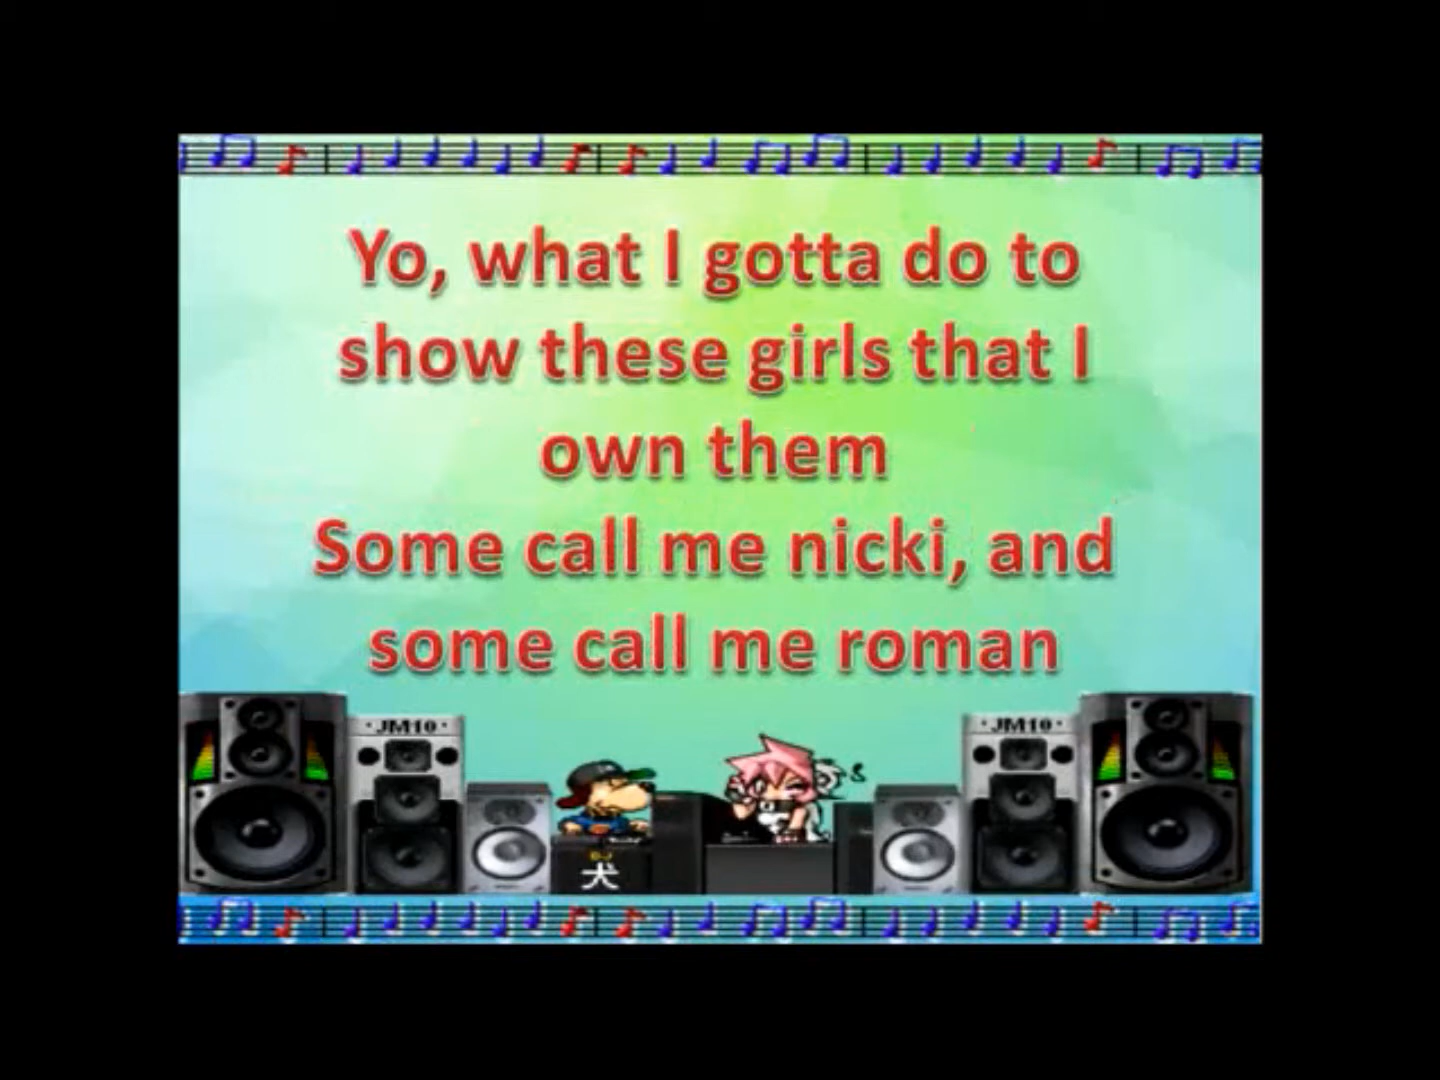 Yo, what I gotta do to
show these girls that I
own them
Some call me nicki, and
some call me roman
·JM10·
·JM10·
DJ
犬